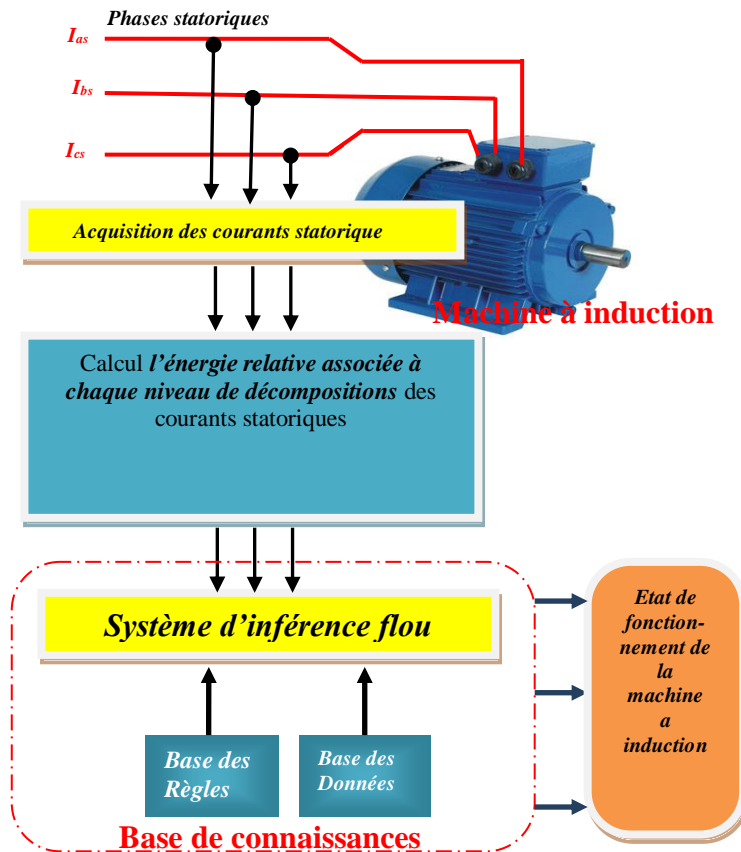 Phases statoriques
Ias
Ibs
Ics
Acquisition des courants statorique
Machine à induction
Calcul l’énergie relative associée à
chaque niveau de décompositions des
courants statoriques
Système d’inférence flou
Etat de
fonction-
nement de
la
machine
a
induction
Base des
Règles
Base des
Données
Base de connaissances